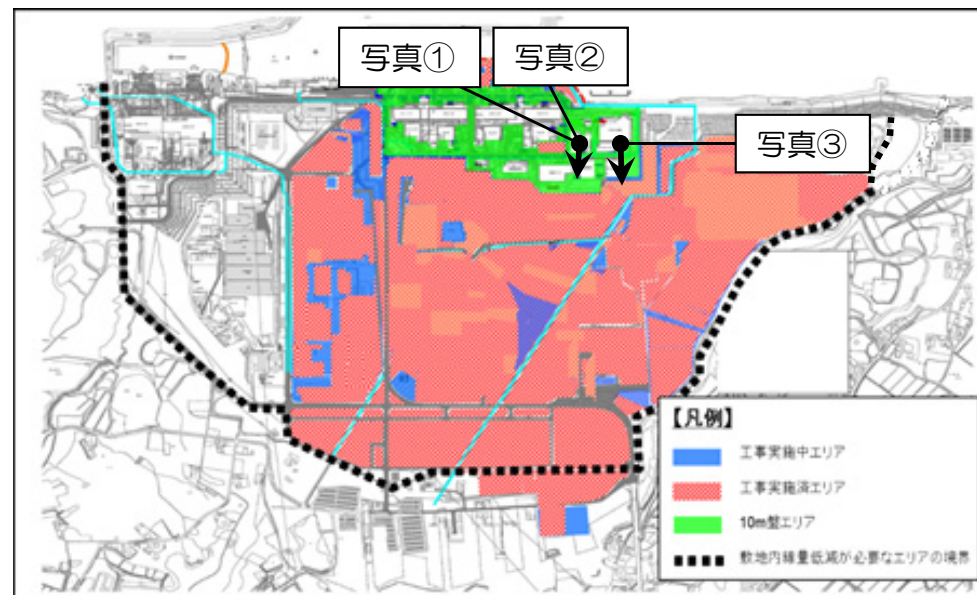 写真① 写真②
写真③
【凡例】
工事実施中エリア
工事実施済エリア
10m盤エリア
敷地内線量低減が必要なエリアの境界